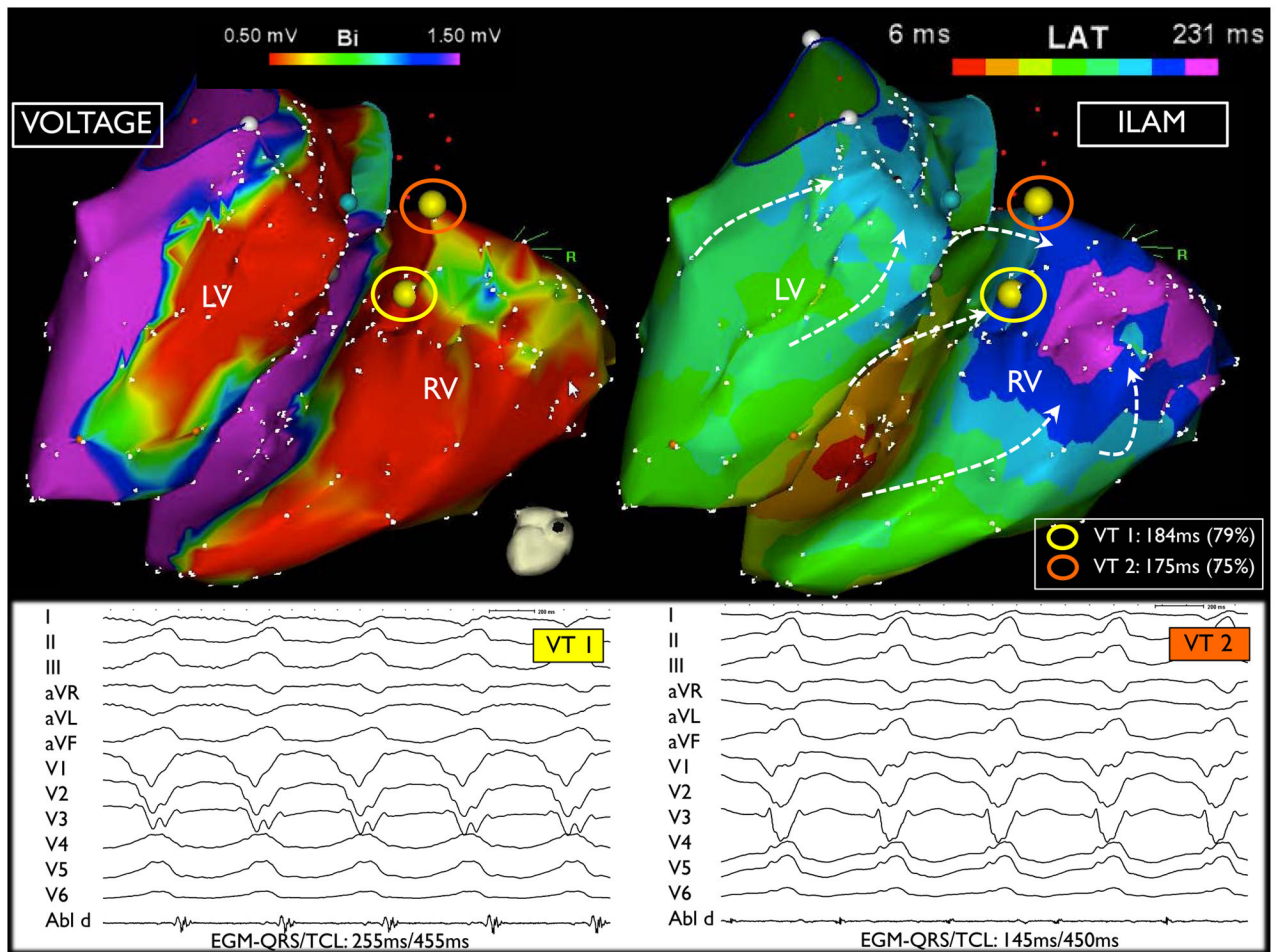 0.50 mV Bi 1.50 mV
VOLTAGE
LV
RV
R
6 ms LAT 231 ms
ILAM
LV
RV
R
VT 1: 184ms (79%)
VT 2: 175ms (75%)
200 ms
VT 1
I
II
III
aVR
aVL
aVF
V1
V2
V3
V4
V5
V6
Abl d
EGM-QRS/TCL: 255ms/455ms
200 ms
VT 2
I
II
III
aVR
aVL
aVF
V1
V2
V3
V4
V5
V6
Abl d
EGM-QRS/TCL: 145ms/450ms